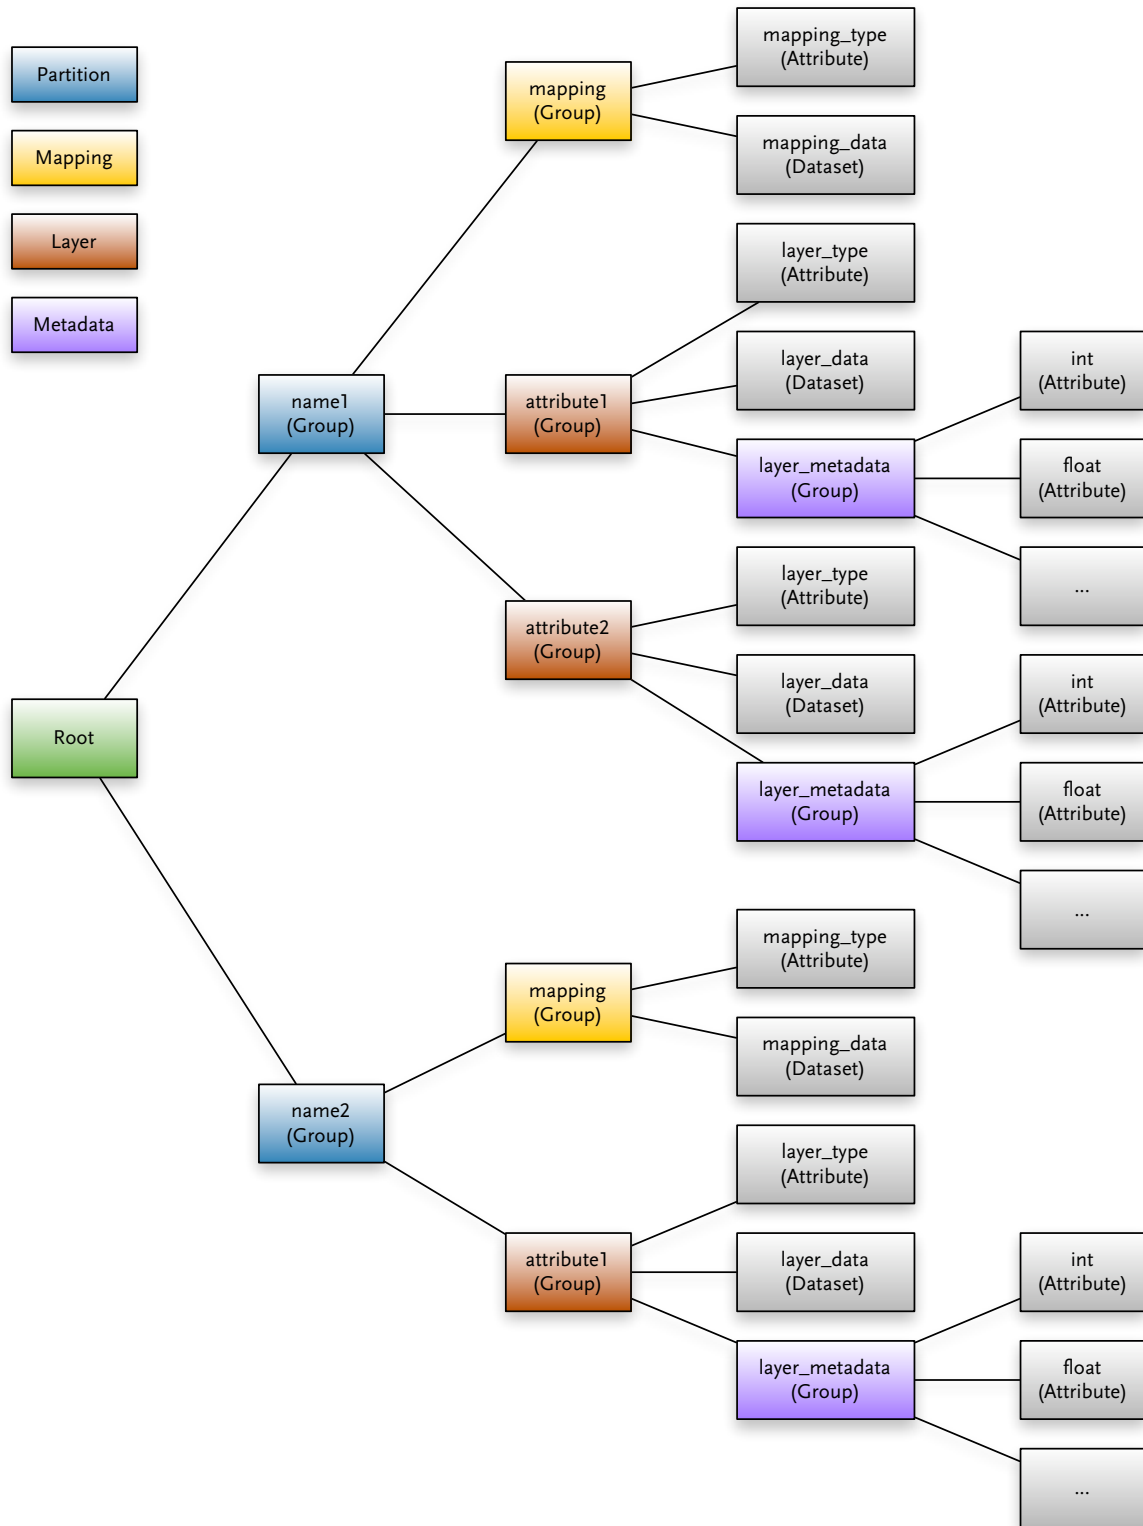 Partition
Mapping
Layer
Metadata
Root
name1
(Group)
mapping
(Group)
mapping_type
(Attribute)
mapping_data
(Dataset)
attribute1
(Group)
layer_type
(Attribute)
layer_data
(Dataset)
layer_metadata
(Group)
int
(Attribute)
float
(Attribute)
...
attribute2
(Group)
layer_type
(Attribute)
layer_data
(Dataset)
layer_metadata
(Group)
int
(Attribute)
float
(Attribute)
...
name2
(Group)
mapping
(Group)
mapping_type
(Attribute)
mapping_data
(Dataset)
attribute1
(Group)
layer_type
(Attribute)
layer_data
(Dataset)
layer_metadata
(Group)
int
(Attribute)
float
(Attribute)
...